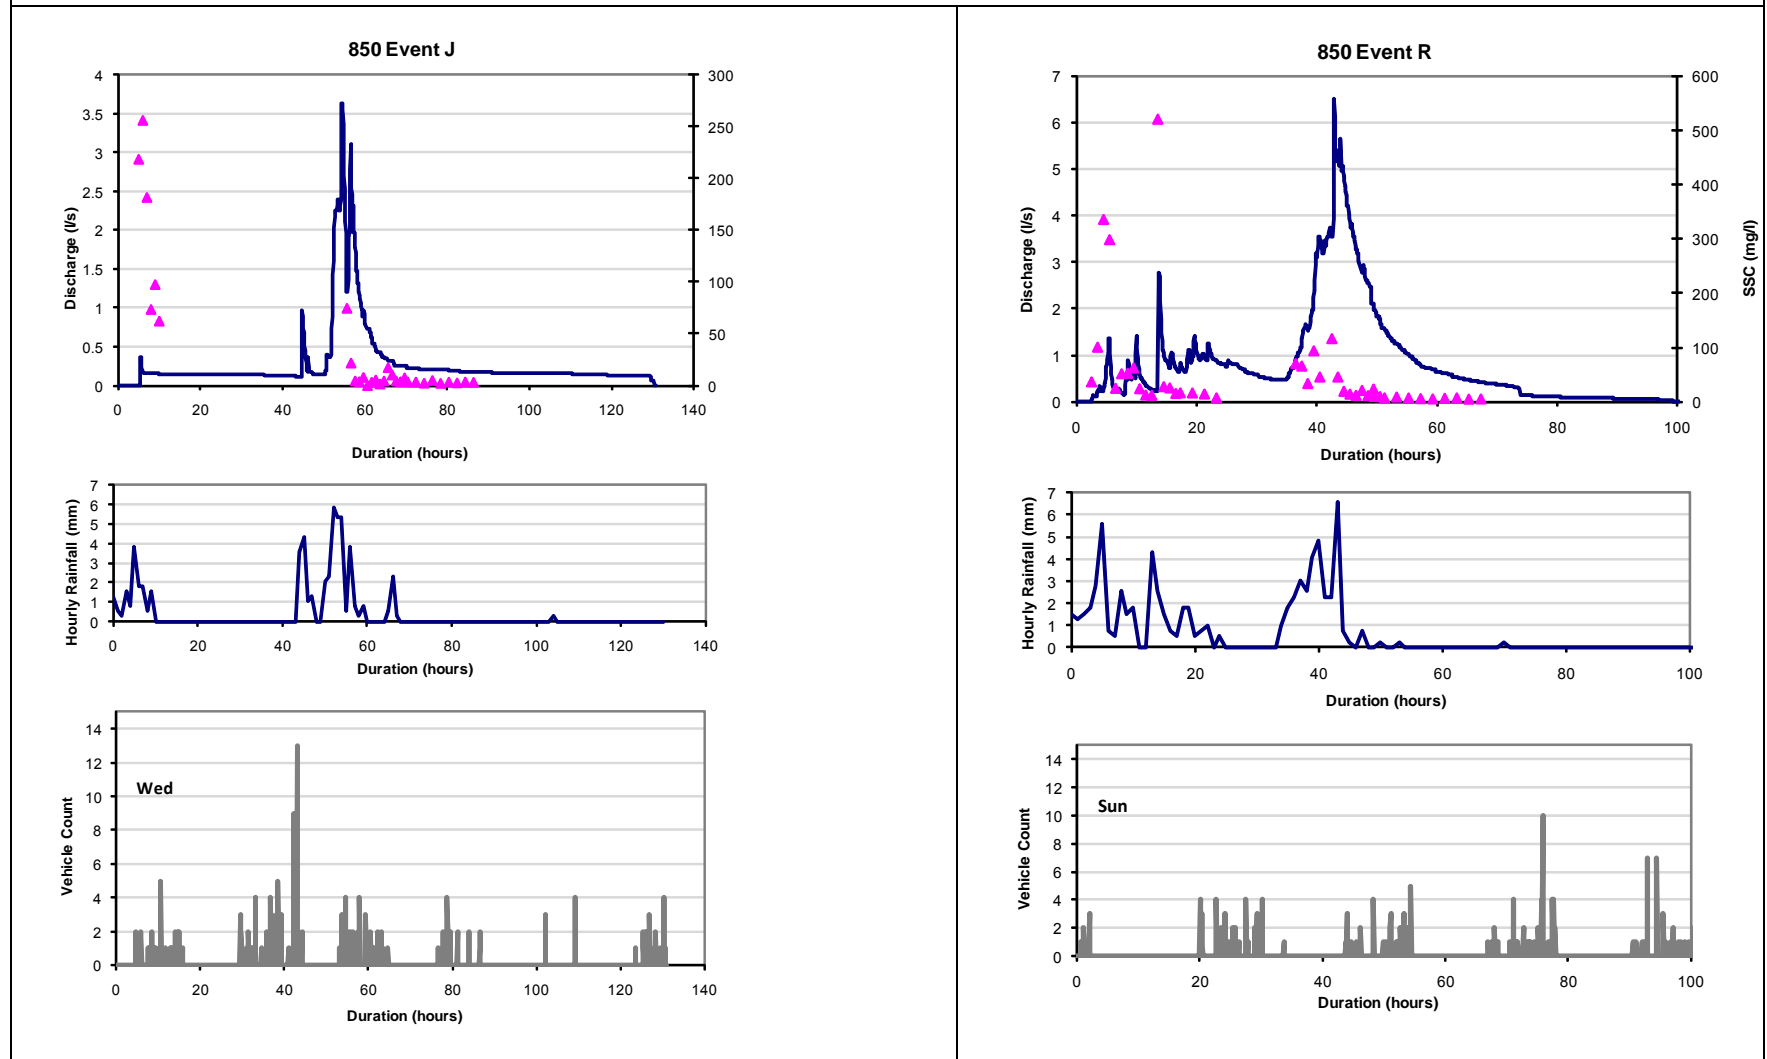 850 Event J
4
3.5
3
2.5
2
1.5
1
0.5
0
300
250
200
150
100
50
0
Discharge (l/s)
0 20 40 60 80 100 120 140
Duration (hours)
7
6
5
4
3
2
1
0
Hourly Rainfall (mm)
0 20 40 60 80 100 120 140
Duration (hours)
14
12
10
8
6
4
2
0
Vehicle Count
Wed
0 20 40 60 80 100 120 140
Duration (hours)
850 Event R
7
6
5
4
3
2
1
0
600
500
400
300
200
100
0
Discharge (l/s)
SSC (mg/l)
0 20 40 60 80 100
Duration (hours)
7
6
5
4
3
2
1
0
Hourly Rainfall (mm)
0 20 40 60 80 100
Duration (hours)
14
12
10
8
6
4
2
0
Vehicle Count
Sun
0 20 40 60 80 100
Duration (hours)